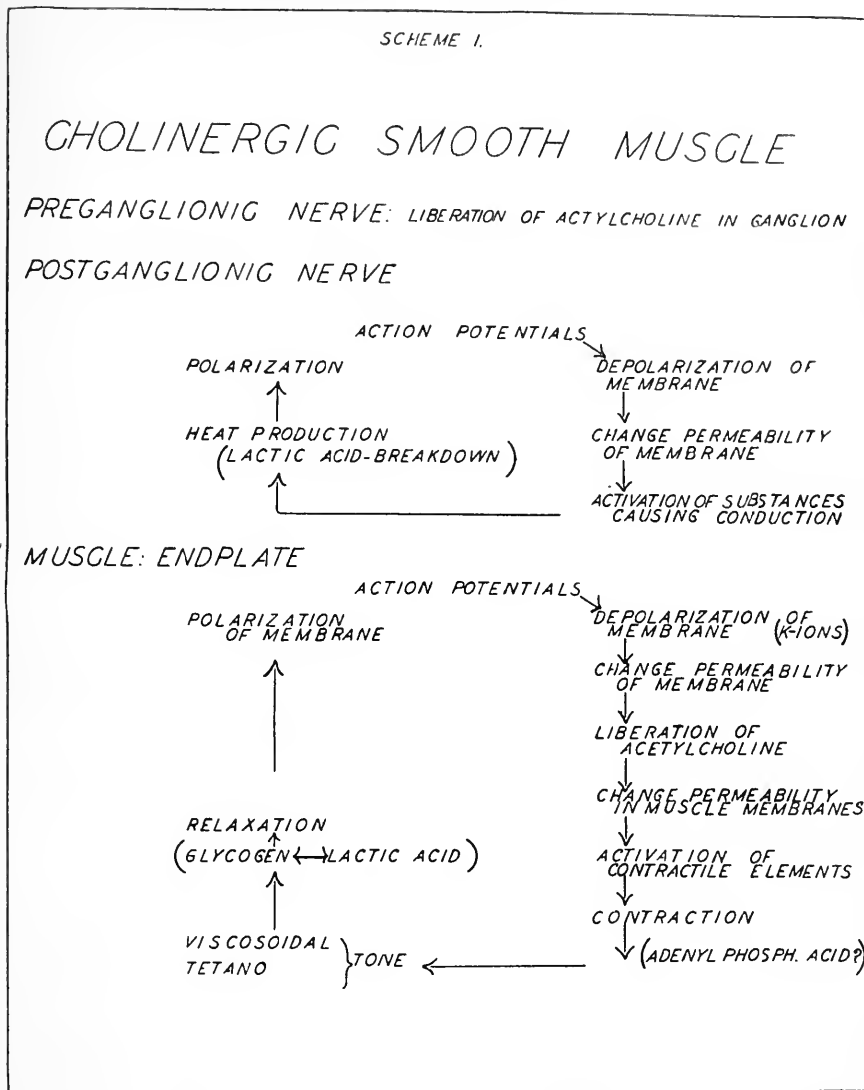 SCHEME 1.
CHOLINERGIC SMOOTH MUSCLE
PREGANGLIONIC NERVE: LIBERATION OF ACTYLCHOLINE IN GANGLION
POSTGANGLIONIC NERVE
ACTION POTENTIALS
POLARIZATION
DEPOLARIZATION OF
MEMBRANE
HEAT PRODUCTION
(LACTIC ACID-BREAKDOWN)
CHANGE PERMEABILITY
OF MEMBRANE
ACTIVATION OF SUBSTANCES
CAUSING CONDUCTION
MUSCLE: ENDPLATE
ACTION POTENTIALS
POLARIZATION
OF MEMBRANE
DEPOLARIZATION OF
MEMBRANE (K-IONS)
CHANGE PERMEABILITY
OF MEMBRANE
LIBERATION OF
ACETYLCHOLINE
CHANGE PERMEABILITY
IN MUSCLE MEMBRANES
RELAXATION
(GLYCOGEN ↔ LACTIC ACID)
ACTIVATION OF
CONTRACTILE ELEMENTS
CONTRACTION
(ADENYL PHOSPH. ACID?)
VISCOSOIDAL
TETANO
} TONE